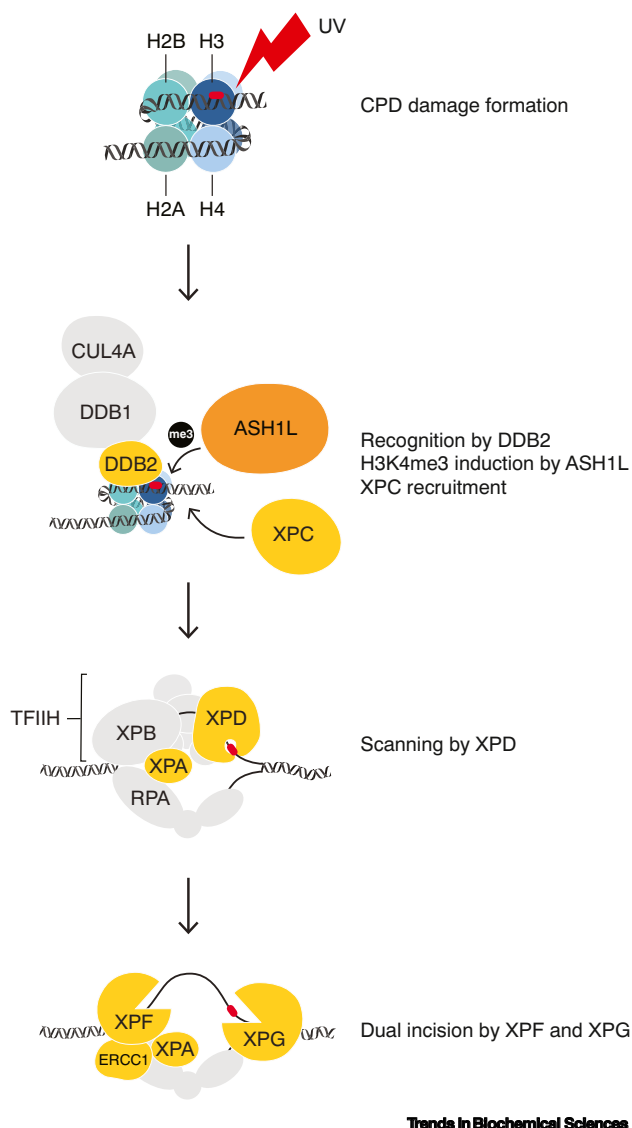 UV
H2B H3
CPD damage formation
H2A H4
CUL4A
DDB1
me3
ASH1L
DDB2
Recognition by DDB2
H3K4me3 induction by ASH1L
XPC recruitment
XPC
TFIIH
XPB
XPD
Scanning by XPD
XPA
RPA
XPF
XPA
XPG
Dual incision by XPF and XPG
ERCC1
Trends in Biochemical Sciences